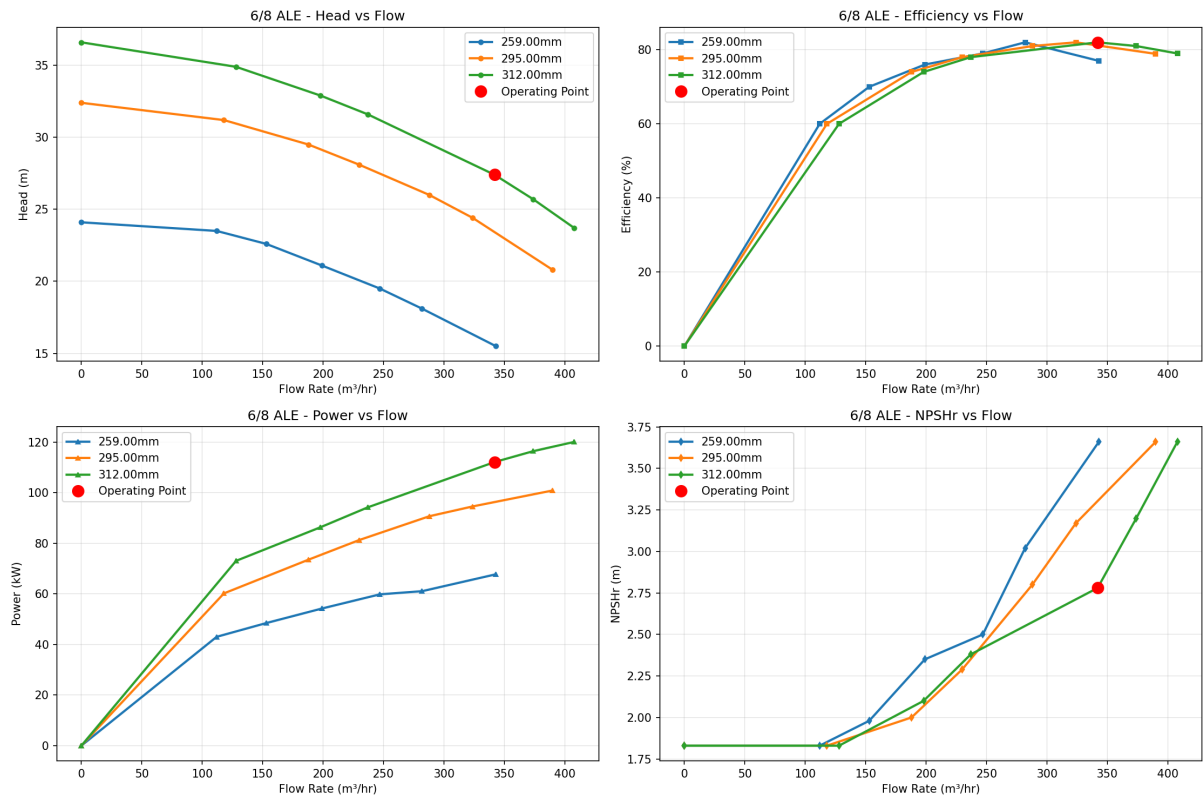 6/8 ALE - Head vs Flow
Head (m)
35
30
25
20
15
259.00mm
295.00mm
312.00mm
Operating Point
0 50 100 150 200 250 300 350 400
Flow Rate (m³/hr)
6/8 ALE - Efficiency vs Flow
Efficiency (%)
80
60
40
20
0
259.00mm
295.00mm
312.00mm
Operating Point
0 50 100 150 200 250 300 350 400
Flow Rate (m³/hr)
6/8 ALE - Power vs Flow
Power (kW)
120
100
80
60
40
20
0
259.00mm
295.00mm
312.00mm
Operating Point
0 50 100 150 200 250 300 350 400
Flow Rate (m³/hr)
6/8 ALE - NPSHr vs Flow
NPSHr (m)
3.75
3.50
3.25
3.00
2.75
2.50
2.25
2.00
1.75
259.00mm
295.00mm
312.00mm
Operating Point
0 50 100 150 200 250 300 350 400
Flow Rate (m³/hr)